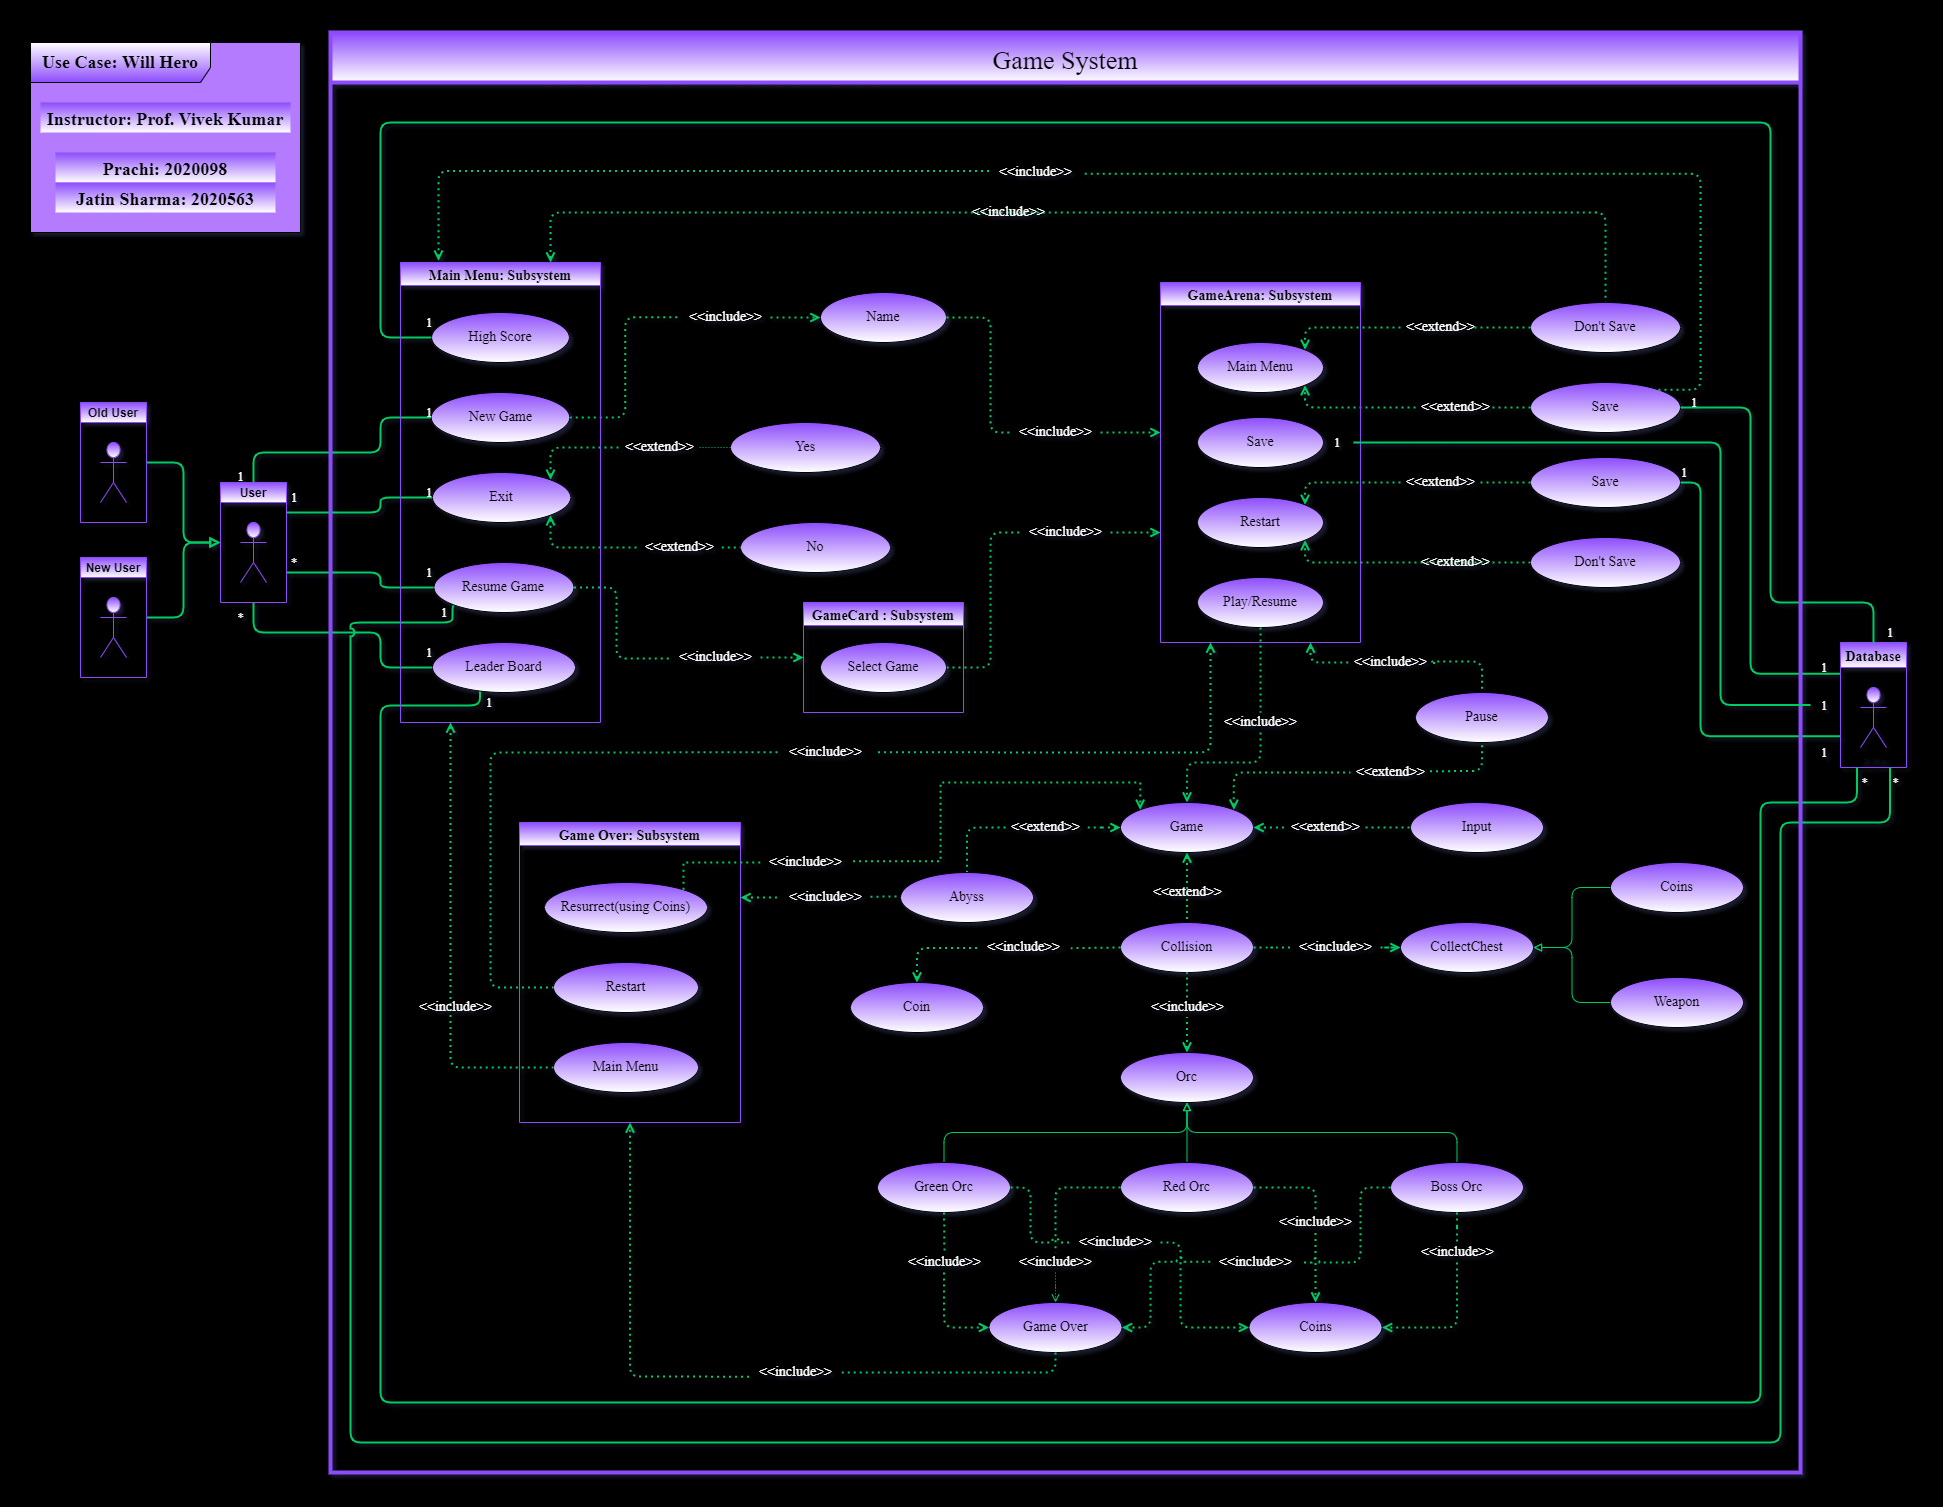 Game System
Use Case: Will Hero
Instructor: Prof. Vivek Kumar
Prachi: 2020098
Jatin Sharma: 2020563
<<include>>
<<include>>
Main Menu: Subsystem
High Score
1
New Game
1
Exit
1
Resume Game
1
1
Leader Board
1
1
Old User
New User
User
1
1
*
*
<<include>>
Name
<<include>>
<<extend>>
Yes
<<extend>>
No
<<include>>
GameCard : Subsystem
Select Game
<<include>>
GameArena: Subsystem
Main Menu
Save
1
Restart
Play/Resume
<<extend>>
Don't Save
<<extend>>
Save
1
<<extend>>
Save
1
<<extend>>
Don't Save
<<include>>
<<include>>
Pause
<<extend>>
1
Database
1
1
1
*
*
<<include>>
Game Over: Subsystem
Resurrect(using Coins)
Restart
Main Menu
<<include>>
<<include>>
<<include>>
Abyss
<<extend>>
Game
<<extend>>
Input
<<extend>>
Collision
<<include>>
Coin
<<include>>
CollectChest
Coins
Weapon
<<include>>
Orc
Green Orc
Red Orc
Boss Orc
<<include>>
<<include>>
<<include>>
<<include>>
<<include>>
<<include>>
Game Over
Coins
<<include>>